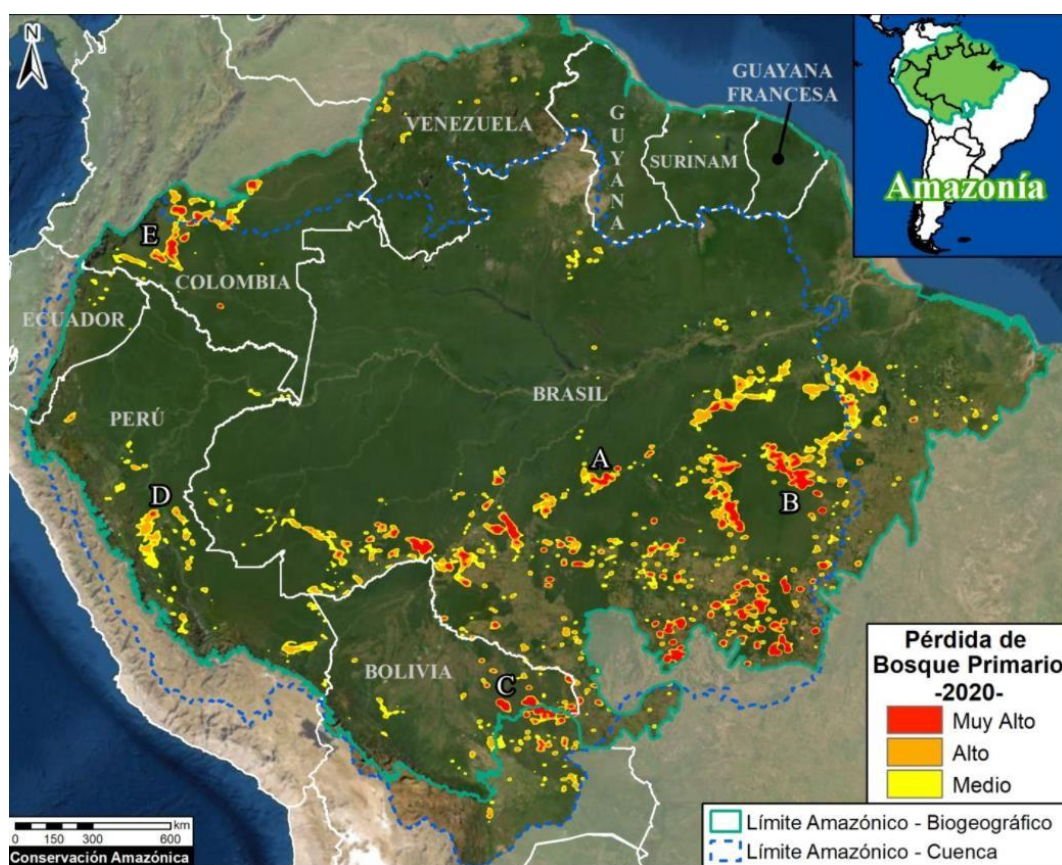 N
VENEZUELA
GUYANA
GUAYANA
FRANCESA
SURINAM
Amazonía
E
COLOMBIA
ECUADOR
PERÚ
BRASIL
A
B
D
C
BOLIVIA
Pérdida de
Bosque Primario
-2020-
Muy Alto
Alto
Medio
Límite Amazónico - Biogeográfico
Límite Amazónico - Cuenca
km
0 150 300 600
Conservación Amazónica